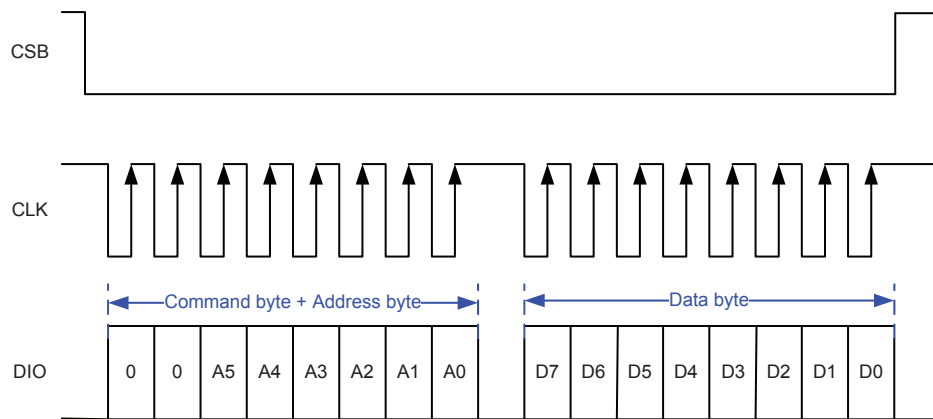 CSB
CLK
Command byte + Address byte
Data byte
DIO
0 0 A5 A4 A3 A2 A1 A0 D7 D6 D5 D4 D3 D2 D1 D0